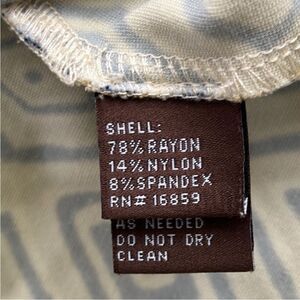 SHELL:
78% RAYON
14% NYLON
8% SPANDEX
RN# 16859
AS NEEDED
DO NOT DRY
CLEAN